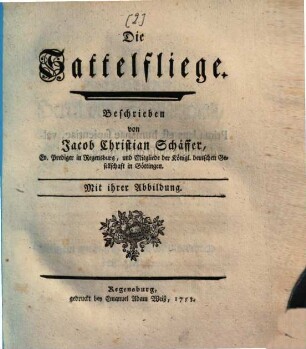 (2)
Die
Sattelfliege.
Beschrieben
von
Jacob Christian Schäffer,
Ev. Prediger in Regensburg, und Mitgliede der Königl. deutschen Ge-
sellschaft in Göttingen.
Mit ihrer Abbildung.
Regensburg,
gedruckt bey Emanuel Adam Weiß, 1753.